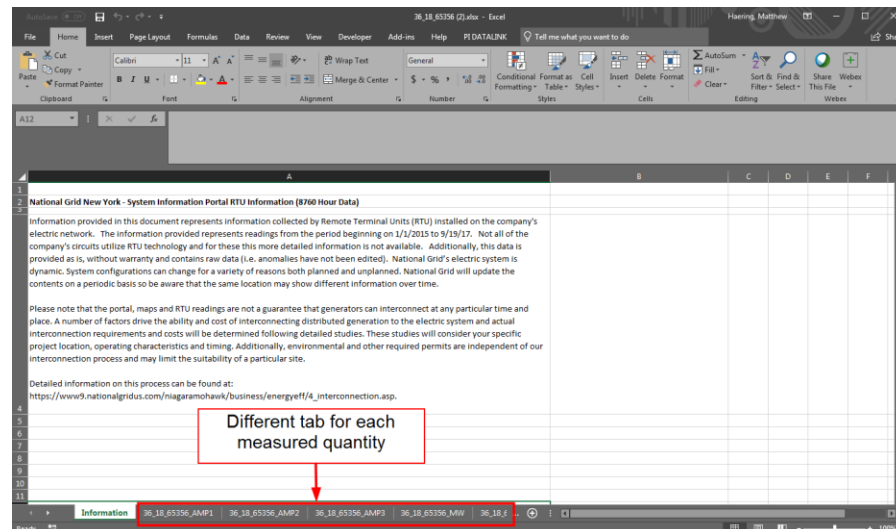 AutoSave Off
36_18_65356 (2).xlsx - Excel
Haering, Matthew
File Home Insert Page Layout Formulas Data Review View Developer Add-ins Help PI DATALINK Tell me what you want to do
Cut
Copy
Format Painter
Paste
Clipboard
Calibri 11
B I U
Font
Wrap Text
Merge & Center
Alignment
General
$ % ,
Number
Conditional Formatting
Format as Table
Cell Styles
Styles
Insert Delete Format
Cells
AutoSum
Fill
Clear
Sort & Filter
Find & Select
Editing
Share This File
Webex
Webex
A12
fx
A B C D E F
1
2 National Grid New York - System Information Portal RTU Information (8760 Hour Data)
3
Information provided in this document represents information collected by Remote Terminal Units (RTU) installed on the company's
electric network. The information provided represents readings from the period beginning on 1/1/2015 to 9/19/17. Not all of the
company's circuits utilize RTU technology and for these this more detailed information is not available. Additionally, this data is
provided as is, without warranty and contains raw data (i.e. anomalies have not been edited). National Grid's electric system is
dynamic. System configurations can change for a variety of reasons both planned and unplanned. National Grid will update the
contents on a periodic basis so be aware that the same location may show different information over time.
Please note that the portal, maps and RTU readings are not a guarantee that generators can interconnect at any particular time and
place. A number of factors drive the ability and cost of interconnecting distributed generation to the electric system and actual
interconnection requirements and costs will be determined following detailed studies. These studies will consider your specific
project location, operating characteristics and timing. Additionally, environmental and other required permits are independent of our
interconnection process and may limit the suitability of a particular site.
Detailed information on this process can be found at:
https://www9.nationalgridus.com/niagaramohawk/business/energyeff/4_interconnection.asp.
4
5
6
7
8
9
10
11
Different tab for each
measured quantity
Information 36_18_65356_AMP1 36_18_65356_AMP2 36_18_65356_AMP3 36_18_65356_MW 36_18_6
Ready
100%